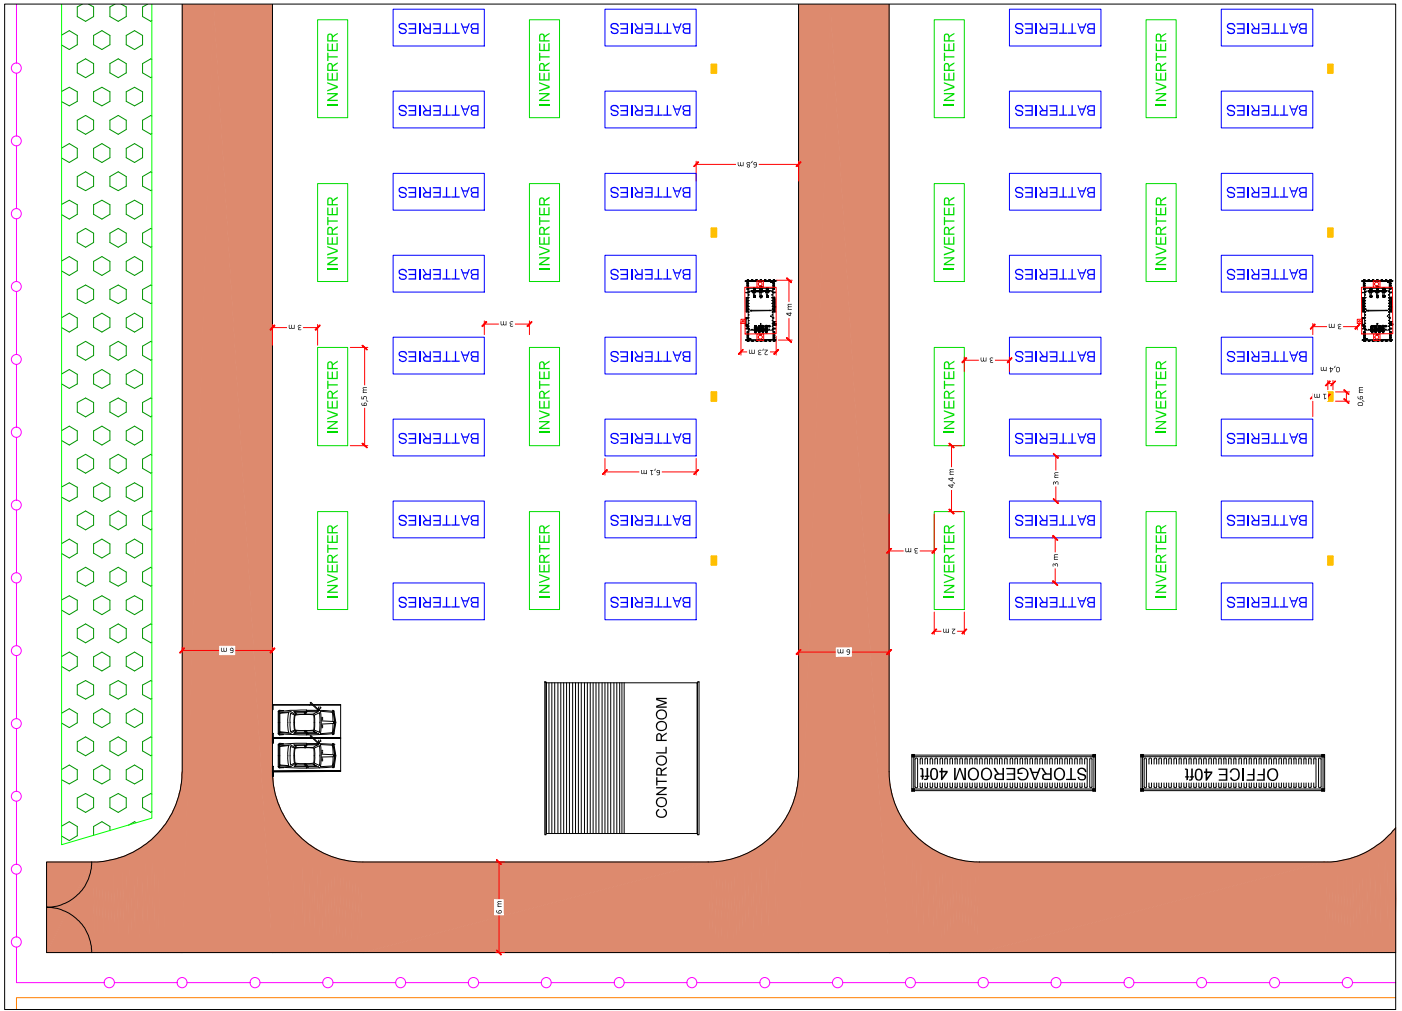 BATTERIES
BATTERIES
BATTERIES
BATTERIES
INVERTER
INVERTER
INVERTER
INVERTER
BATTERIES
BATTERIES
BATTERIES
BATTERIES
6,8 m
BATTERIES
BATTERIES
BATTERIES
BATTERIES
INVERTER
INVERTER
INVERTER
INVERTER
BATTERIES
BATTERIES
BATTERIES
BATTERIES
4 m
3 m
3 m
3 m
2,3 m
BATTERIES
BATTERIES
BATTERIES
BATTERIES
3 m
0,4 m
INVERTER
INVERTER
INVERTER
INVERTER
6,5 m
1 m
0,6 m
BATTERIES
BATTERIES
BATTERIES
BATTERIES
6,1 m
4,4 m
3 m
BATTERIES
BATTERIES
BATTERIES
BATTERIES
INVERTER
INVERTER
INVERTER
INVERTER
3 m
3 m
BATTERIES
BATTERIES
BATTERIES
BATTERIES
2 m
6 m
6 m
CONTROL ROOM
STORAGEROOM 40ft
OFFICE 40ft
6 m